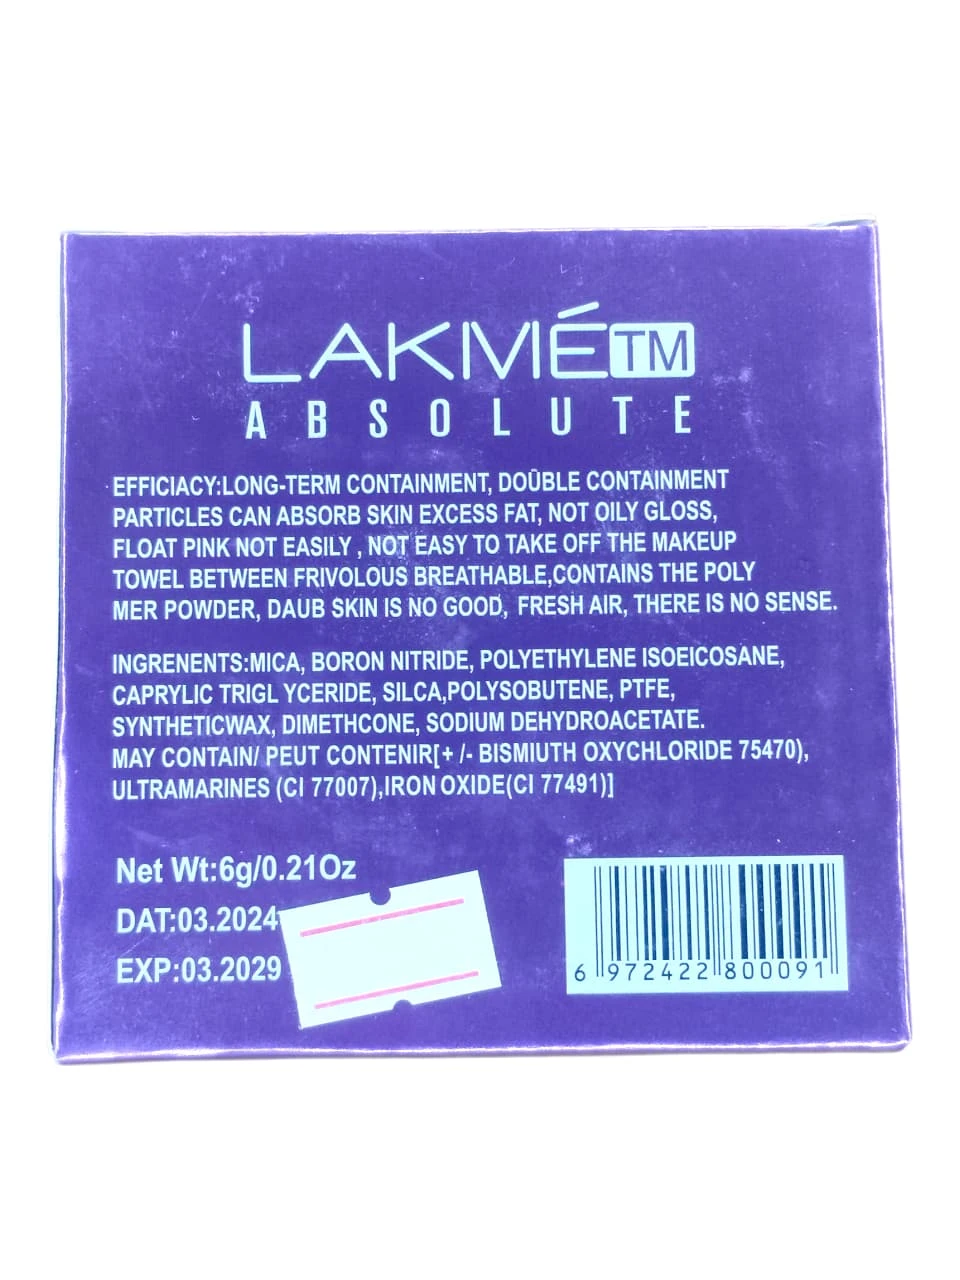 LAKMÉ TM
ABSOLUTE
EFFICIACY:LONG-TERM CONTAINMENT, DOŪBLE CONTAINMENT
PARTICLES CAN ABSORB SKIN EXCESS FAT, NOT OILY GLOSS,
FLOAT PINK NOT EASILY , NOT EASY TO TAKE OFF THE MAKEUP
TOWEL BETWEEN FRIVOLOUS BREATHABLE,CONTAINS THE POLY
MER POWDER, DAUB SKIN IS NO GOOD, FRESH AIR, THERE IS NO SENSE.
INGRENENTS:MICA, BORON NITRIDE, POLYETHYLENE ISOEICOSANE,
CAPRYLIC TRIGL YCERIDE, SILCA,POLYSOBUTENE, PTFE,
SYNTHETICWAX, DIMETHCONE, SODIUM DEHYDROACETATE.
MAY CONTAIN/ PEUT CONTENIR[+ /- BISMIUTH OXYCHLORIDE 75470),
ULTRAMARINES (CI 77007),IRON OXIDE(CI 77491)]
Net Wt:6g/0.21Oz
DAT:03.2024
EXP:03.2029
6 972422 800091